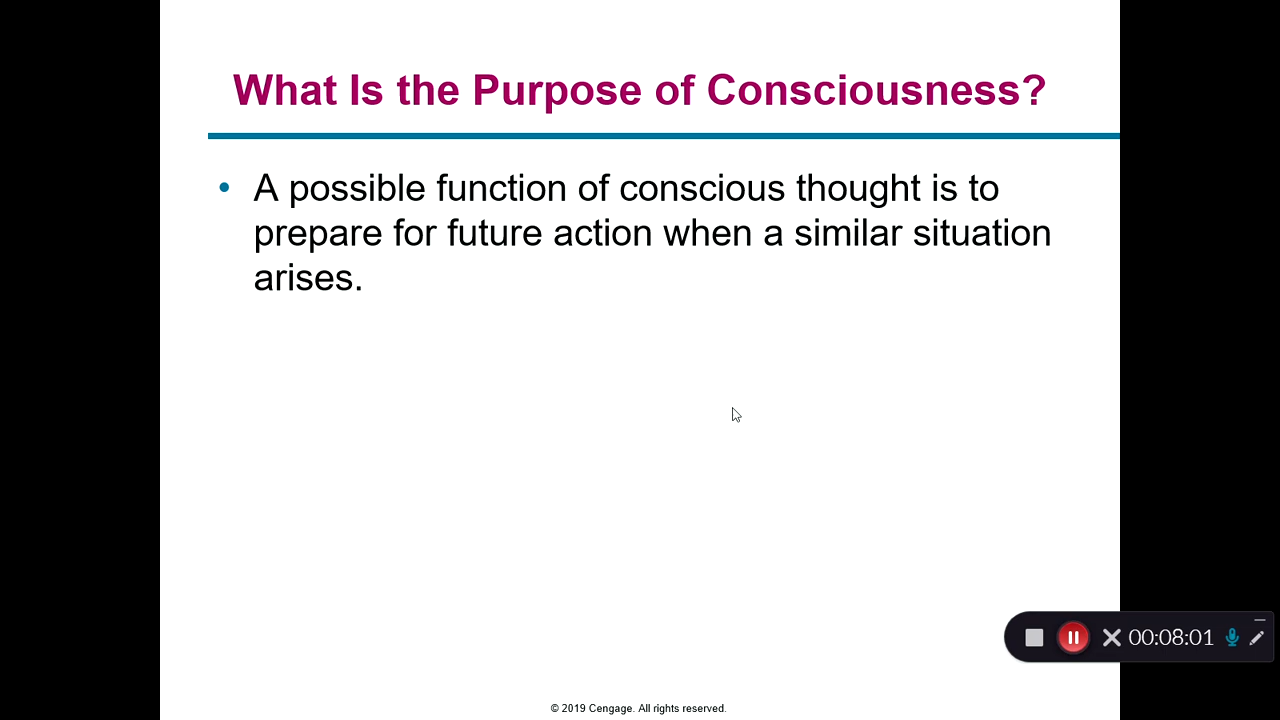 What Is the Purpose of Consciousness?
• A possible function of conscious thought is to
prepare for future action when a similar situation
arises.
00:08:01
© 2019 Cengage. All rights reserved.